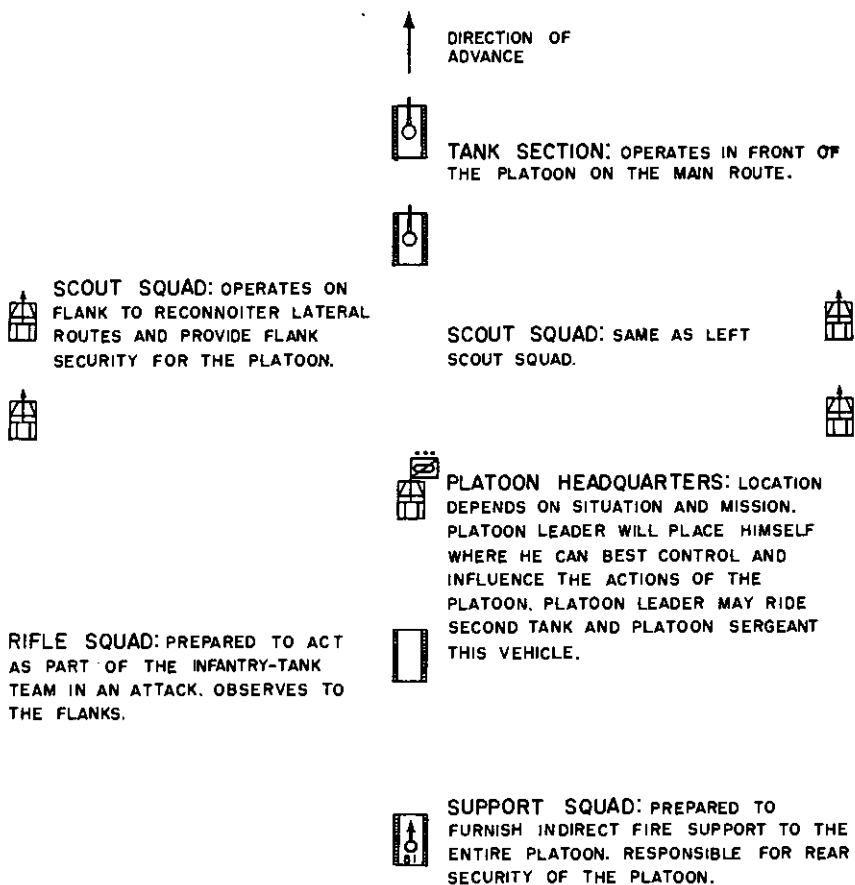 DIRECTION OF
ADVANCE
TANK SECTION: OPERATES IN FRONT OF
THE PLATOON ON THE MAIN ROUTE.
SCOUT SQUAD: OPERATES ON
FLANK TO RECONNOITER LATERAL
ROUTES AND PROVIDE FLANK
SECURITY FOR THE PLATOON.
SCOUT SQUAD: SAME AS LEFT
SCOUT SQUAD.
PLATOON HEADQUARTERS: LOCATION
DEPENDS ON SITUATION AND MISSION.
PLATOON LEADER WILL PLACE HIMSELF
WHERE HE CAN BEST CONTROL AND
INFLUENCE THE ACTIONS OF THE
PLATOON. PLATOON LEADER MAY RIDE
SECOND TANK AND PLATOON SERGEANT
THIS VEHICLE.
RIFLE SQUAD: PREPARED TO ACT
AS PART OF THE INFANTRY-TANK
TEAM IN AN ATTACK. OBSERVES TO
THE FLANKS.
SUPPORT SQUAD: PREPARED TO
FURNISH INDIRECT FIRE SUPPORT TO THE
ENTIRE PLATOON. RESPONSIBLE FOR REAR
SECURITY OF THE PLATOON.
81